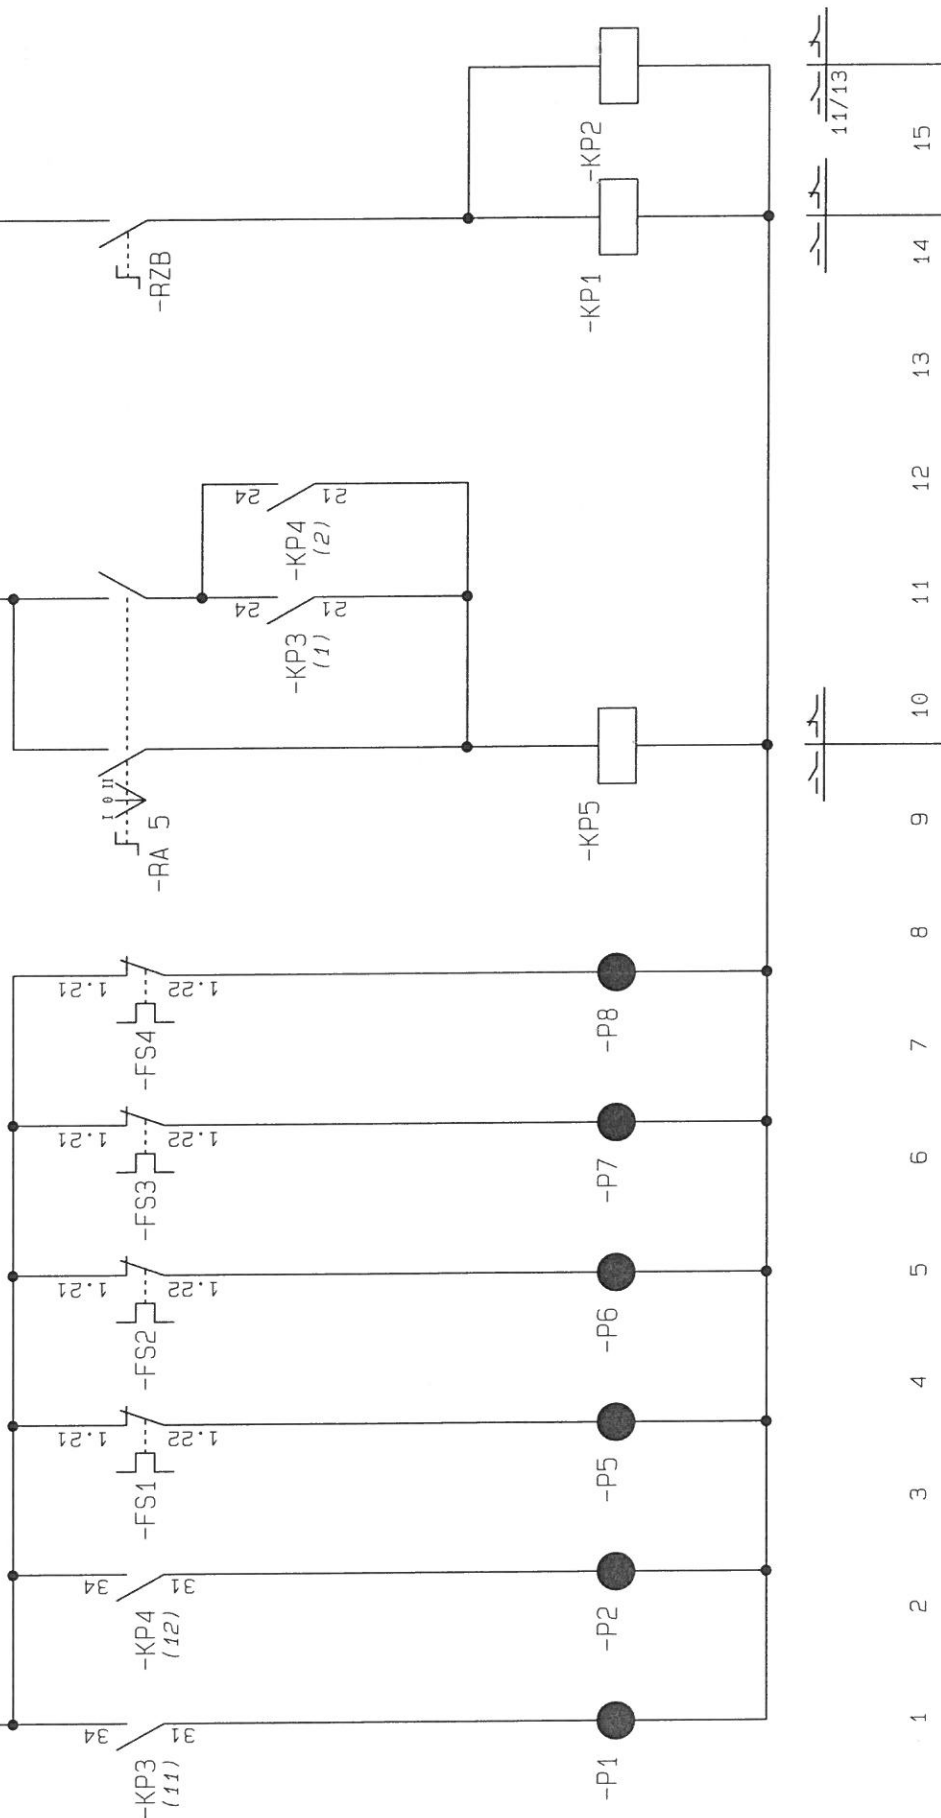 -KP3
(11)
34
31
-P1
-KP4
(12)
34
31
-P2
-FS1
1.21
1.22
-P5
-FS2
1.21
1.22
-P6
-FS3
1.21
1.22
-P7
-FS4
1.21
1.22
-P8
-RA 5
I 0 II
-KP5
-KP3
(1)
24
21
-KP4
(2)
24
21
-RZB
-KP1
-KP2
11/13
1 2 3 4 5 6 7 8 9 10 11 12 13 14 15